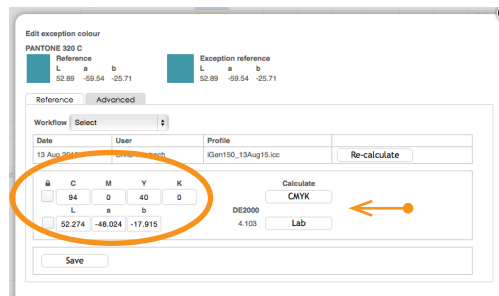 Edit exception colour
PANTONE 320 C
Reference Exception reference
L a b L a b
52.89 -59.54 -25.71 52.89 -59.54 -25.71
Reference Advanced
Workflow Select
Date User Profile
13 Aug iGen150_13Aug15.icc Re-calculate
C M Y K Calculate
94 0 40 0 CMYK
L a b DE2000
52.274 -48.024 -17.915 4.103 Lab
Save